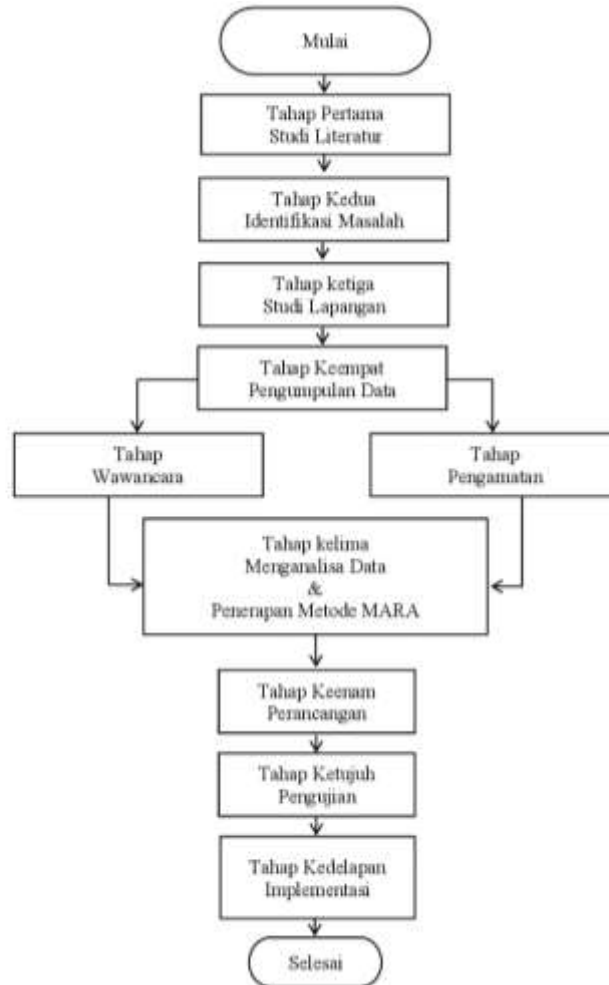 Mulai
Tahap Pertama
Studi Literatur
Tahap Kedua
Identifikasi Masalah
Tahap ketiga
Studi Lapangan
Tahap Keempat
Pengumpulan Data
Tahap
Wawancara
Tahap
Pengamatan
Tahap kelima
Menganalisa Data
&
Penerapan Metode MARA
Tahap Keenam
Perancangan
Tahap Ketujuh
Pengujian
Tahap Kedelapan
Implementasi
Selesai